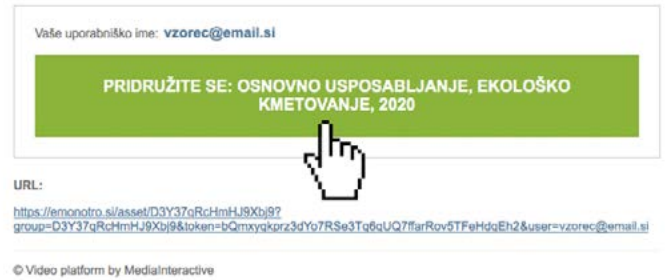 Vaše uporabniško ime: vzorec@email.si
PRIDRUŽITE SE: OSNOVNO USPOSABLJANJE, EKOLOŠKO
KMETOVANJE, 2020
URL:
https://emonotro.si/asset/D3Y37qRcHmHJ9Xbj9?
group=D3Y37qRcHmHJ9Xbj9&token=bQmxyqkprz3dYo7RSe3Tq6qUQ7ffarRov5TFeHdqEh2&user=vzorec@email.si
© Video platform by MediaInteractive